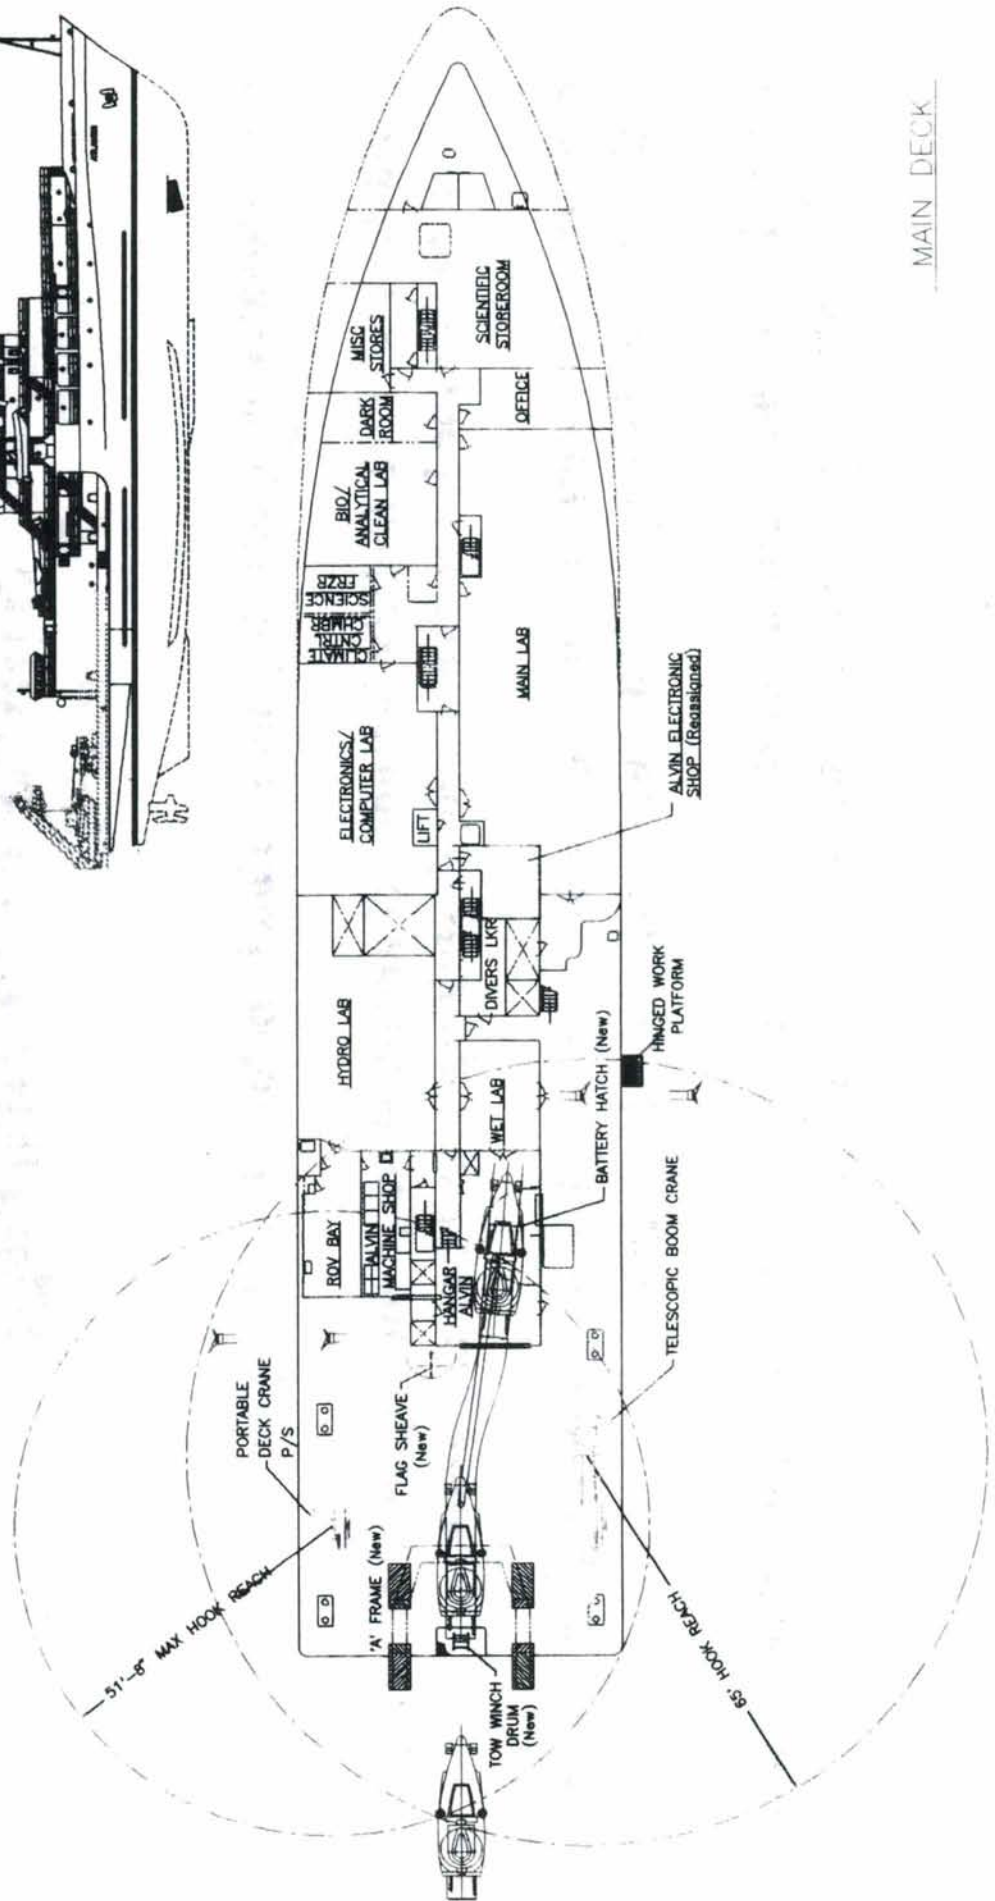 MAIN DECK
MISC
STORES
SCIENTIFIC
STOREROOM
DARK
ROOM
OFFICE
BIO/
ANALYTICAL
CLEAN LAB
SCIENCE
FRZR
CLIMATE
CNTRL
CHMBR
MAIN LAB
ELECTRONICS/
COMPUTER LAB
LIFT
ALVIN ELECTRONIC
SHOP (Reassigned)
HYDRO LAB
DIVERS LKR
HINGED WORK
PLATFORM
WET LAB
BATTERY HATCH (New)
ROV BAY
ALVIN
MACHINE SHOP
HANGAR
ALVIN
TELESCOPIC BOOM CRANE
PORTABLE
DECK CRANE
P/S
FLAG SHEAVE
(New)
'A' FRAME (New)
51'-8" MAX HOOK REACH
65' HOOK REACH
TOW WINCH
DRUM
(New)